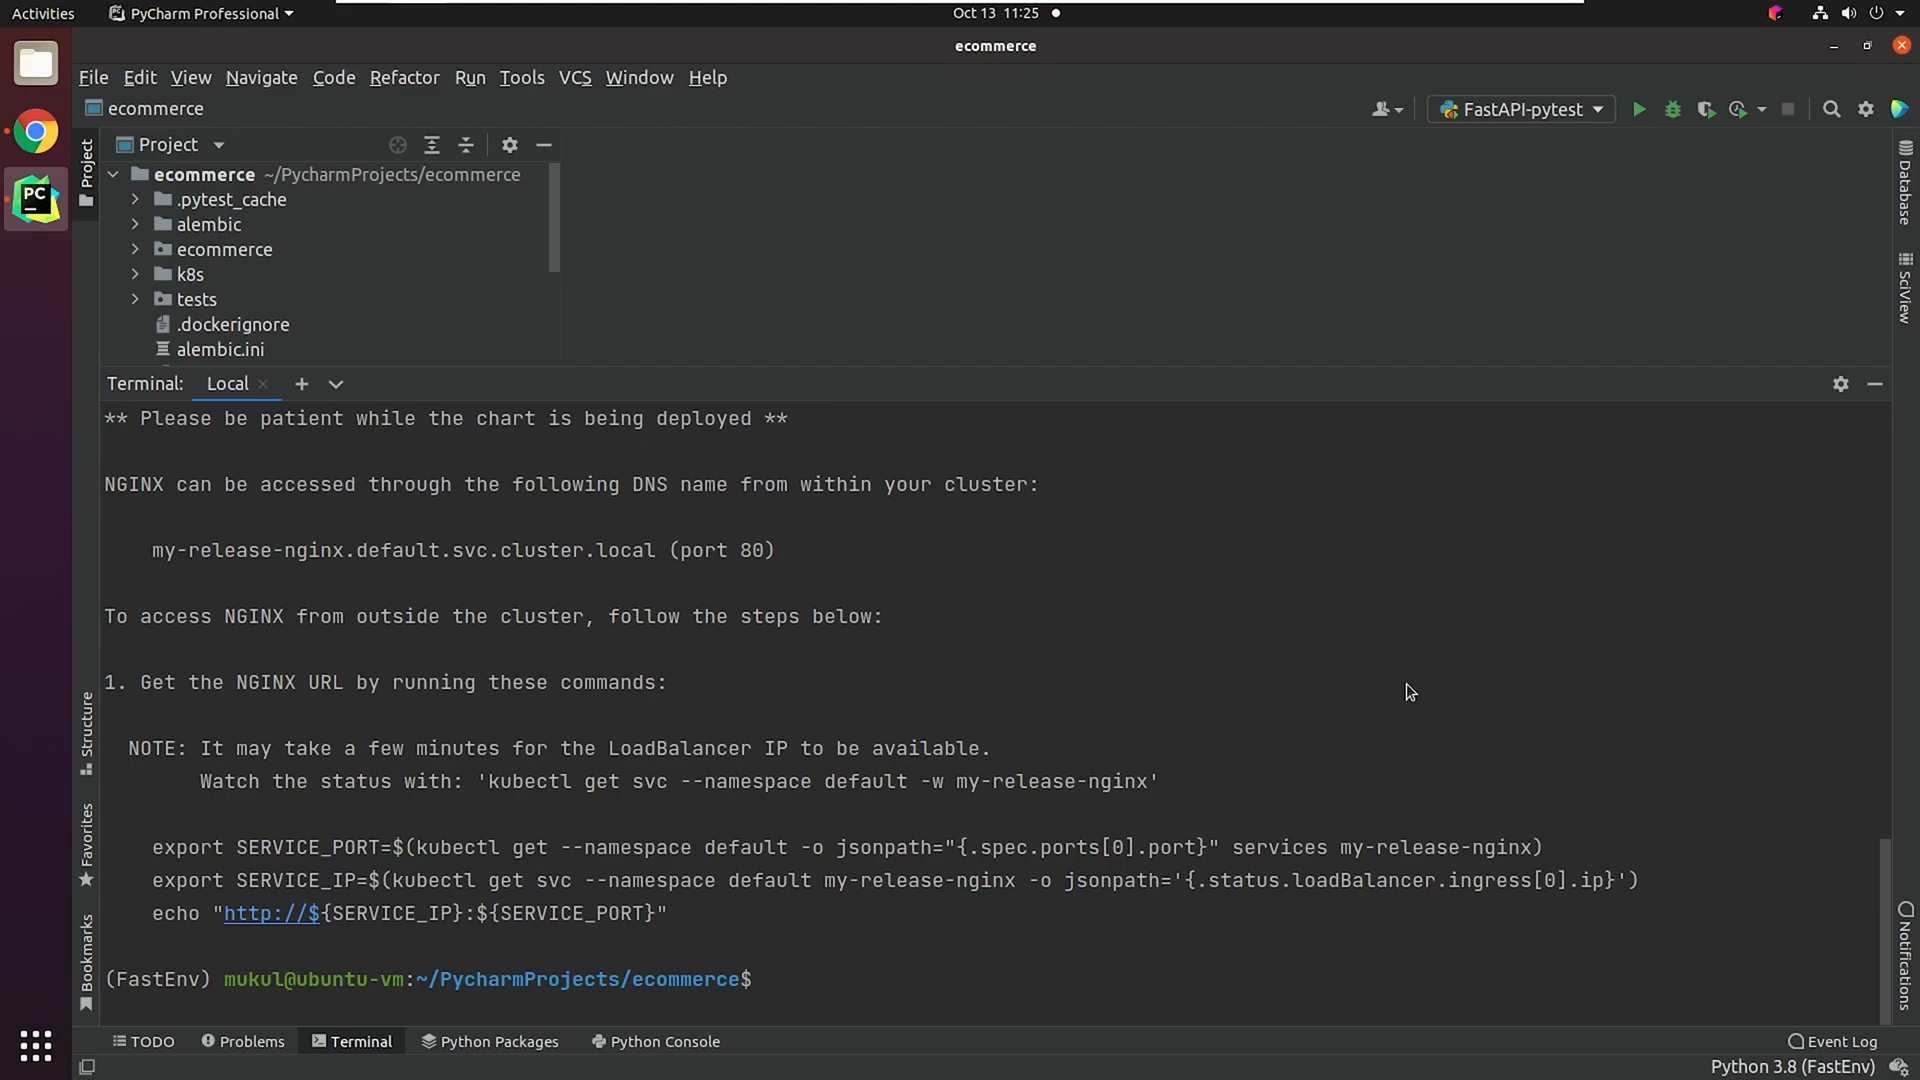 Activities PyCharm Professional Oct 13 11:25
ecommerce
File Edit View Navigate Code Refactor Run Tools VCS Window Help
ecommerce FastAPI-pytest
Project Project
ecommerce ~/PycharmProjects/ecommerce
.pytest_cache
alembic
ecommerce
k8s
tests
.dockerignore
alembic.ini
Database
SciView
PC
Terminal: Local
** Please be patient while the chart is being deployed **
NGINX can be accessed through the following DNS name from within your cluster:
my-release-nginx.default.svc.cluster.local (port 80)
To access NGINX from outside the cluster, follow the steps below:
1. Get the NGINX URL by running these commands:
NOTE: It may take a few minutes for the LoadBalancer IP to be available.
Watch the status with: 'kubectl get svc --namespace default -w my-release-nginx'
export SERVICE_PORT=$(kubectl get --namespace default -o jsonpath="{.spec.ports[0].port}" services my-release-nginx)
export SERVICE_IP=$(kubectl get svc --namespace default my-release-nginx -o jsonpath='{.status.loadBalancer.ingress[0].ip}')
echo "http://${SERVICE_IP}:${SERVICE_PORT}"
(FastEnv) mukul@ubuntu-vm:~/PycharmProjects/ecommerce$
Structure
Favorites
Bookmarks
Notifications
TODO Problems Terminal Python Packages Python Console Event Log
Python 3.8 (FastEnv)